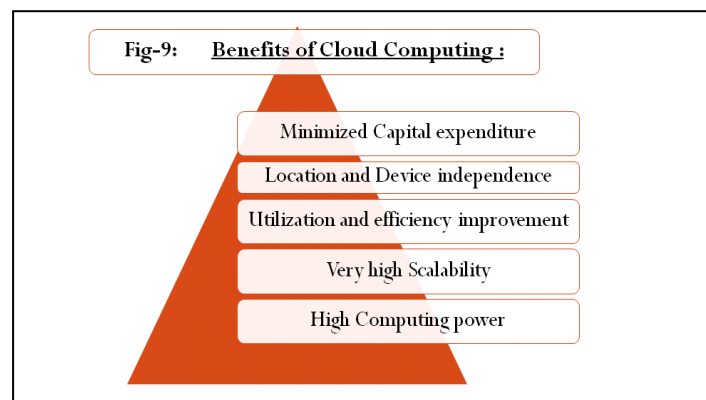 Fig-9: Benefits of Cloud Computing :
Minimized Capital expenditure
Location and Device independence
Utilization and efficiency improvement
Very high Scalability
High Computing power